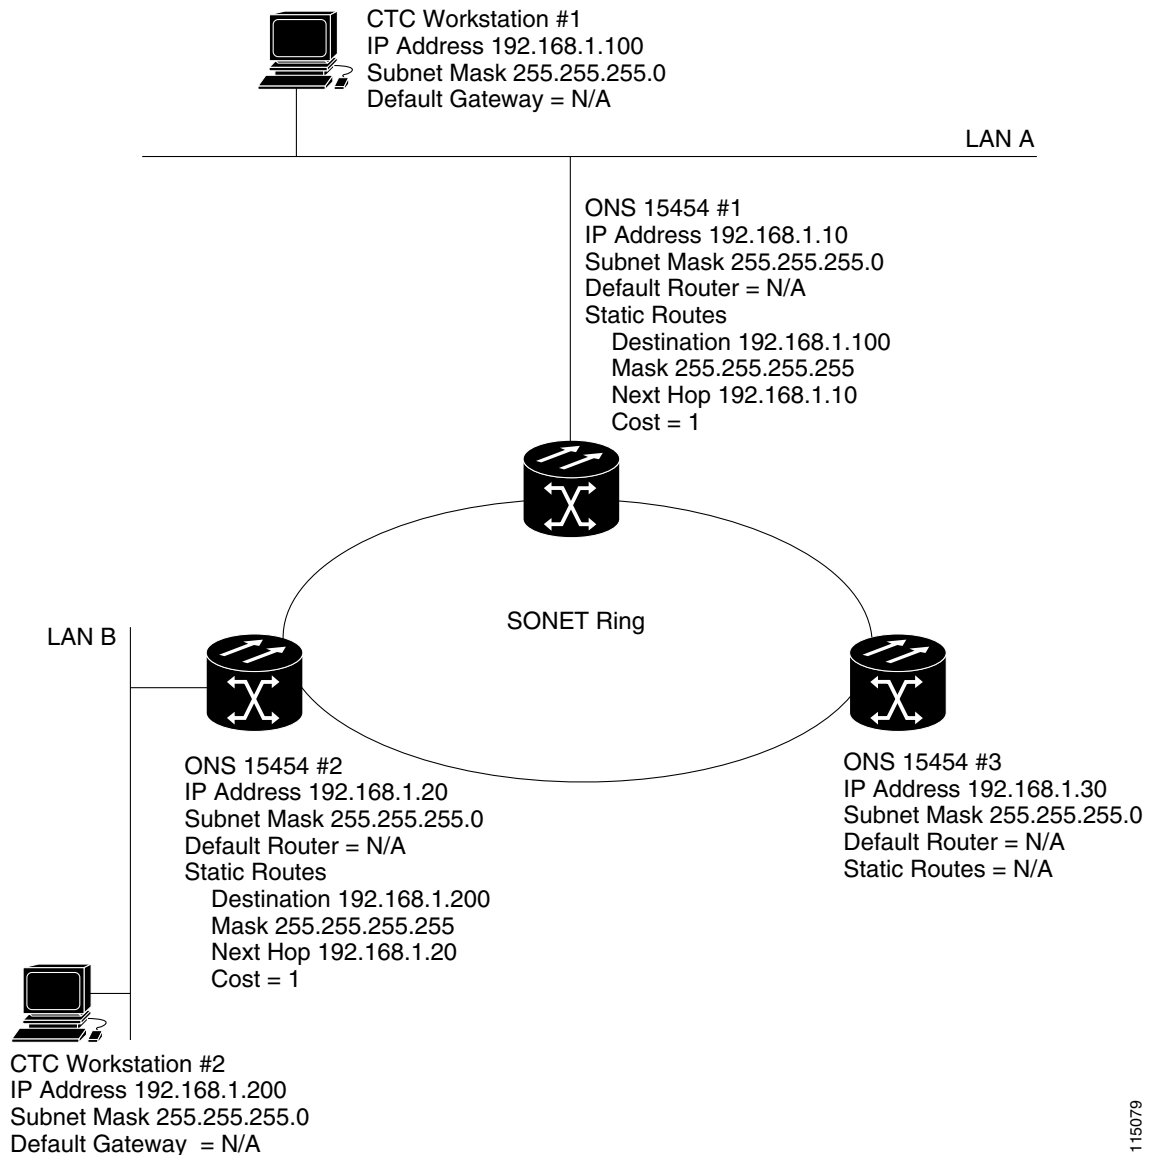 CTC Workstation #1
IP Address 192.168.1.100
Subnet Mask 255.255.255.0
Default Gateway = N/A
LAN A
ONS 15454 #1
IP Address 192.168.1.10
Subnet Mask 255.255.255.0
Default Router = N/A
Static Routes
Destination 192.168.1.100
Mask 255.255.255.255
Next Hop 192.168.1.10
Cost = 1
SONET Ring
LAN B
ONS 15454 #2
IP Address 192.168.1.20
Subnet Mask 255.255.255.0
Default Router = N/A
Static Routes
Destination 192.168.1.200
Mask 255.255.255.255
Next Hop 192.168.1.20
Cost = 1
ONS 15454 #3
IP Address 192.168.1.30
Subnet Mask 255.255.255.0
Default Router = N/A
Static Routes = N/A
CTC Workstation #2
IP Address 192.168.1.200
Subnet Mask 255.255.255.0
Default Gateway = N/A
115079